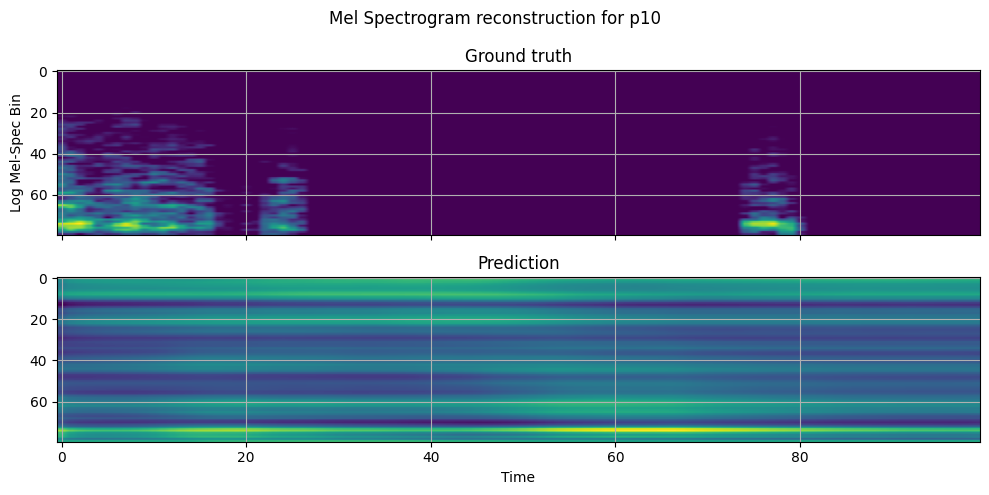 Mel Spectrogram reconstruction for p10
Ground truth
Log Mel-Spec Bin
0
20
40
60
Prediction
0
20
40
60
0 20 40 60 80
Time